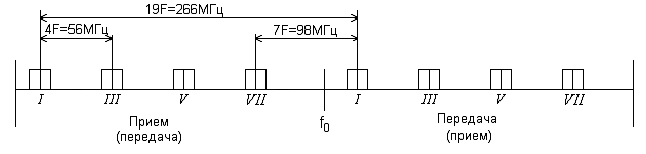 19F=266МГц
4F=56МГц
7F=98МГц
I III V VII f0 I III V VII
Прием Передача
(передача) (прием)